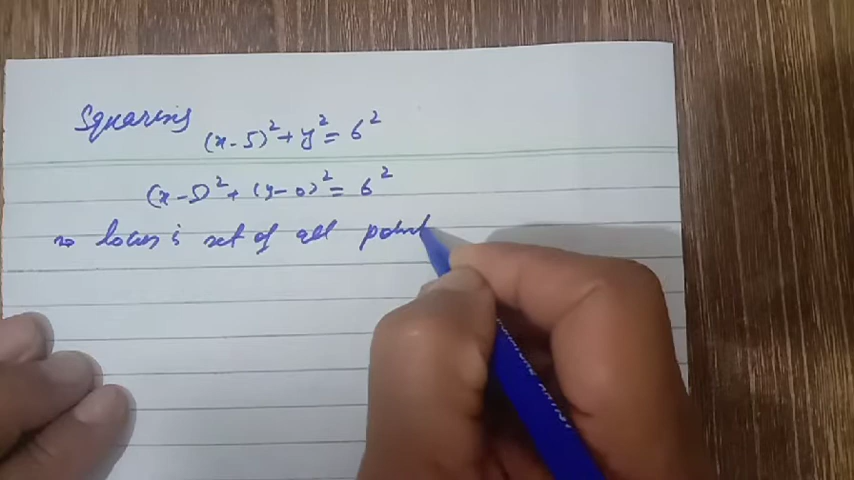 Squaring
(x-5)²+y²=6²
(x-5)²+(y-0)²=6²
locus is set of all point